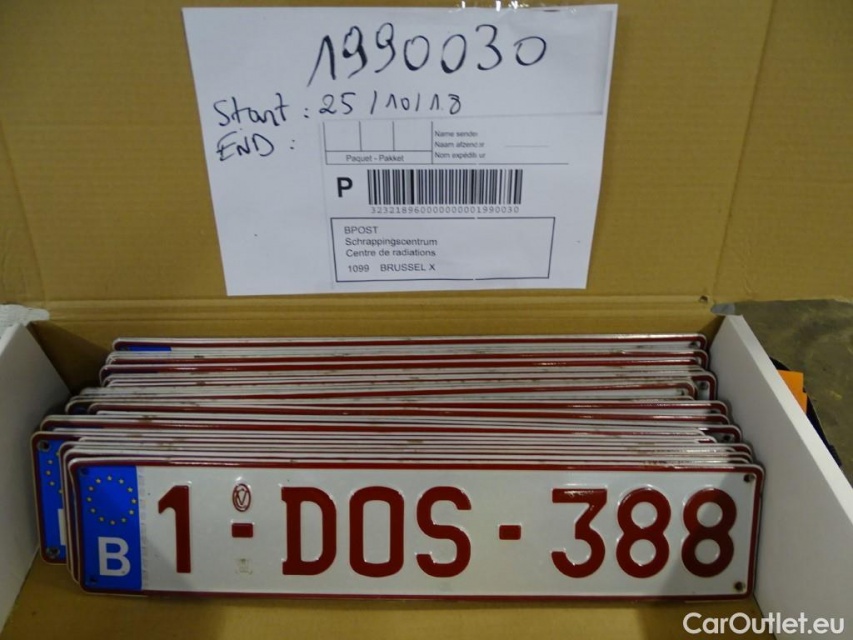 1990030
Start : 25/10/18
END :
Name sender
Naam afzender
Nom expéditeur
Paquet - Pakket
P
3232189600000000001990030
BPOST
Schrappingscentrum
Centre de radiations
1099 BRUSSEL X
B 1-DOS-388
CarOutlet.eu